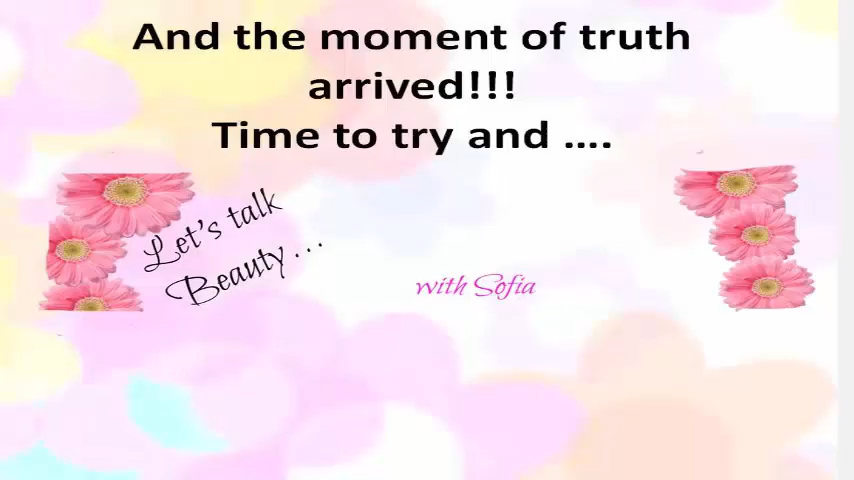 And the moment of truth
arrived!!!
Time to try and ....
Let's talk
Beauty...
with Sofia